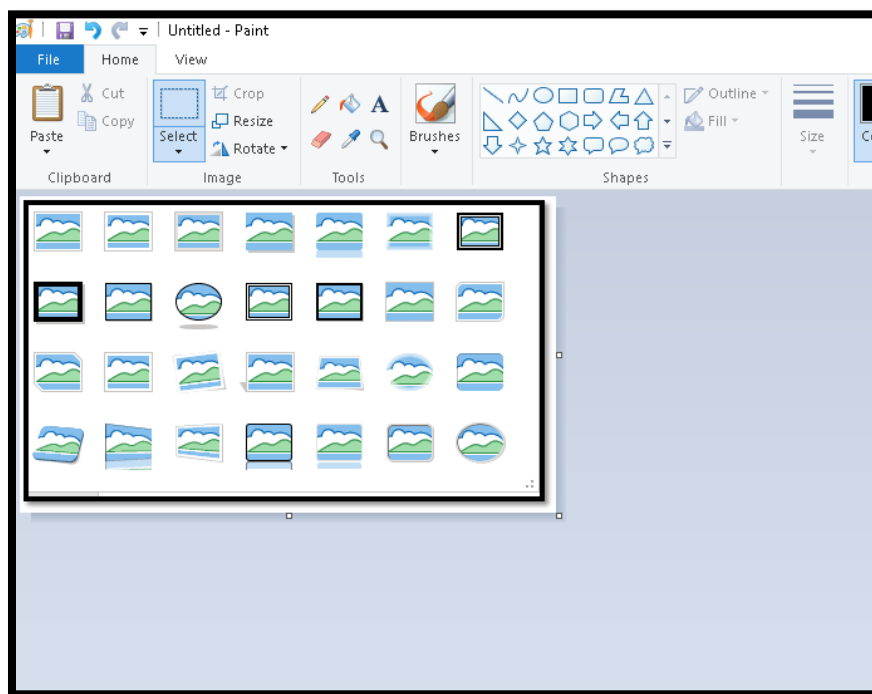 Untitled - Paint
File Home View
Paste
Cut
Copy
Clipboard
Select
Crop
Resize
Rotate
Image
A
Tools
Brushes
Shapes
Outline
Fill
Size